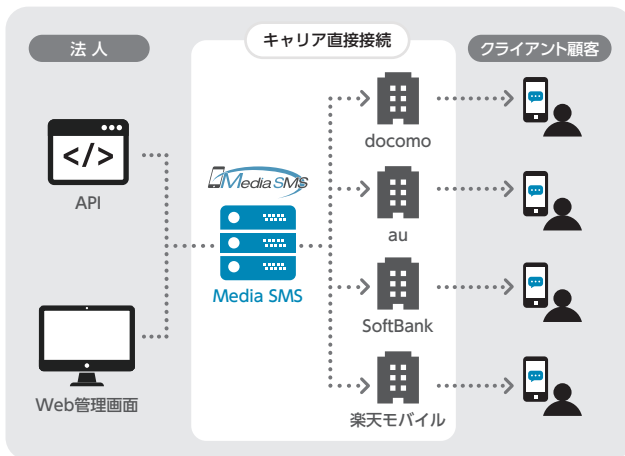 法人
キャリア直接接続
クライアント顧客
</>
API
Web管理画面
Media SMS
Media SMS
docomo
au
SoftBank
楽天モバイル